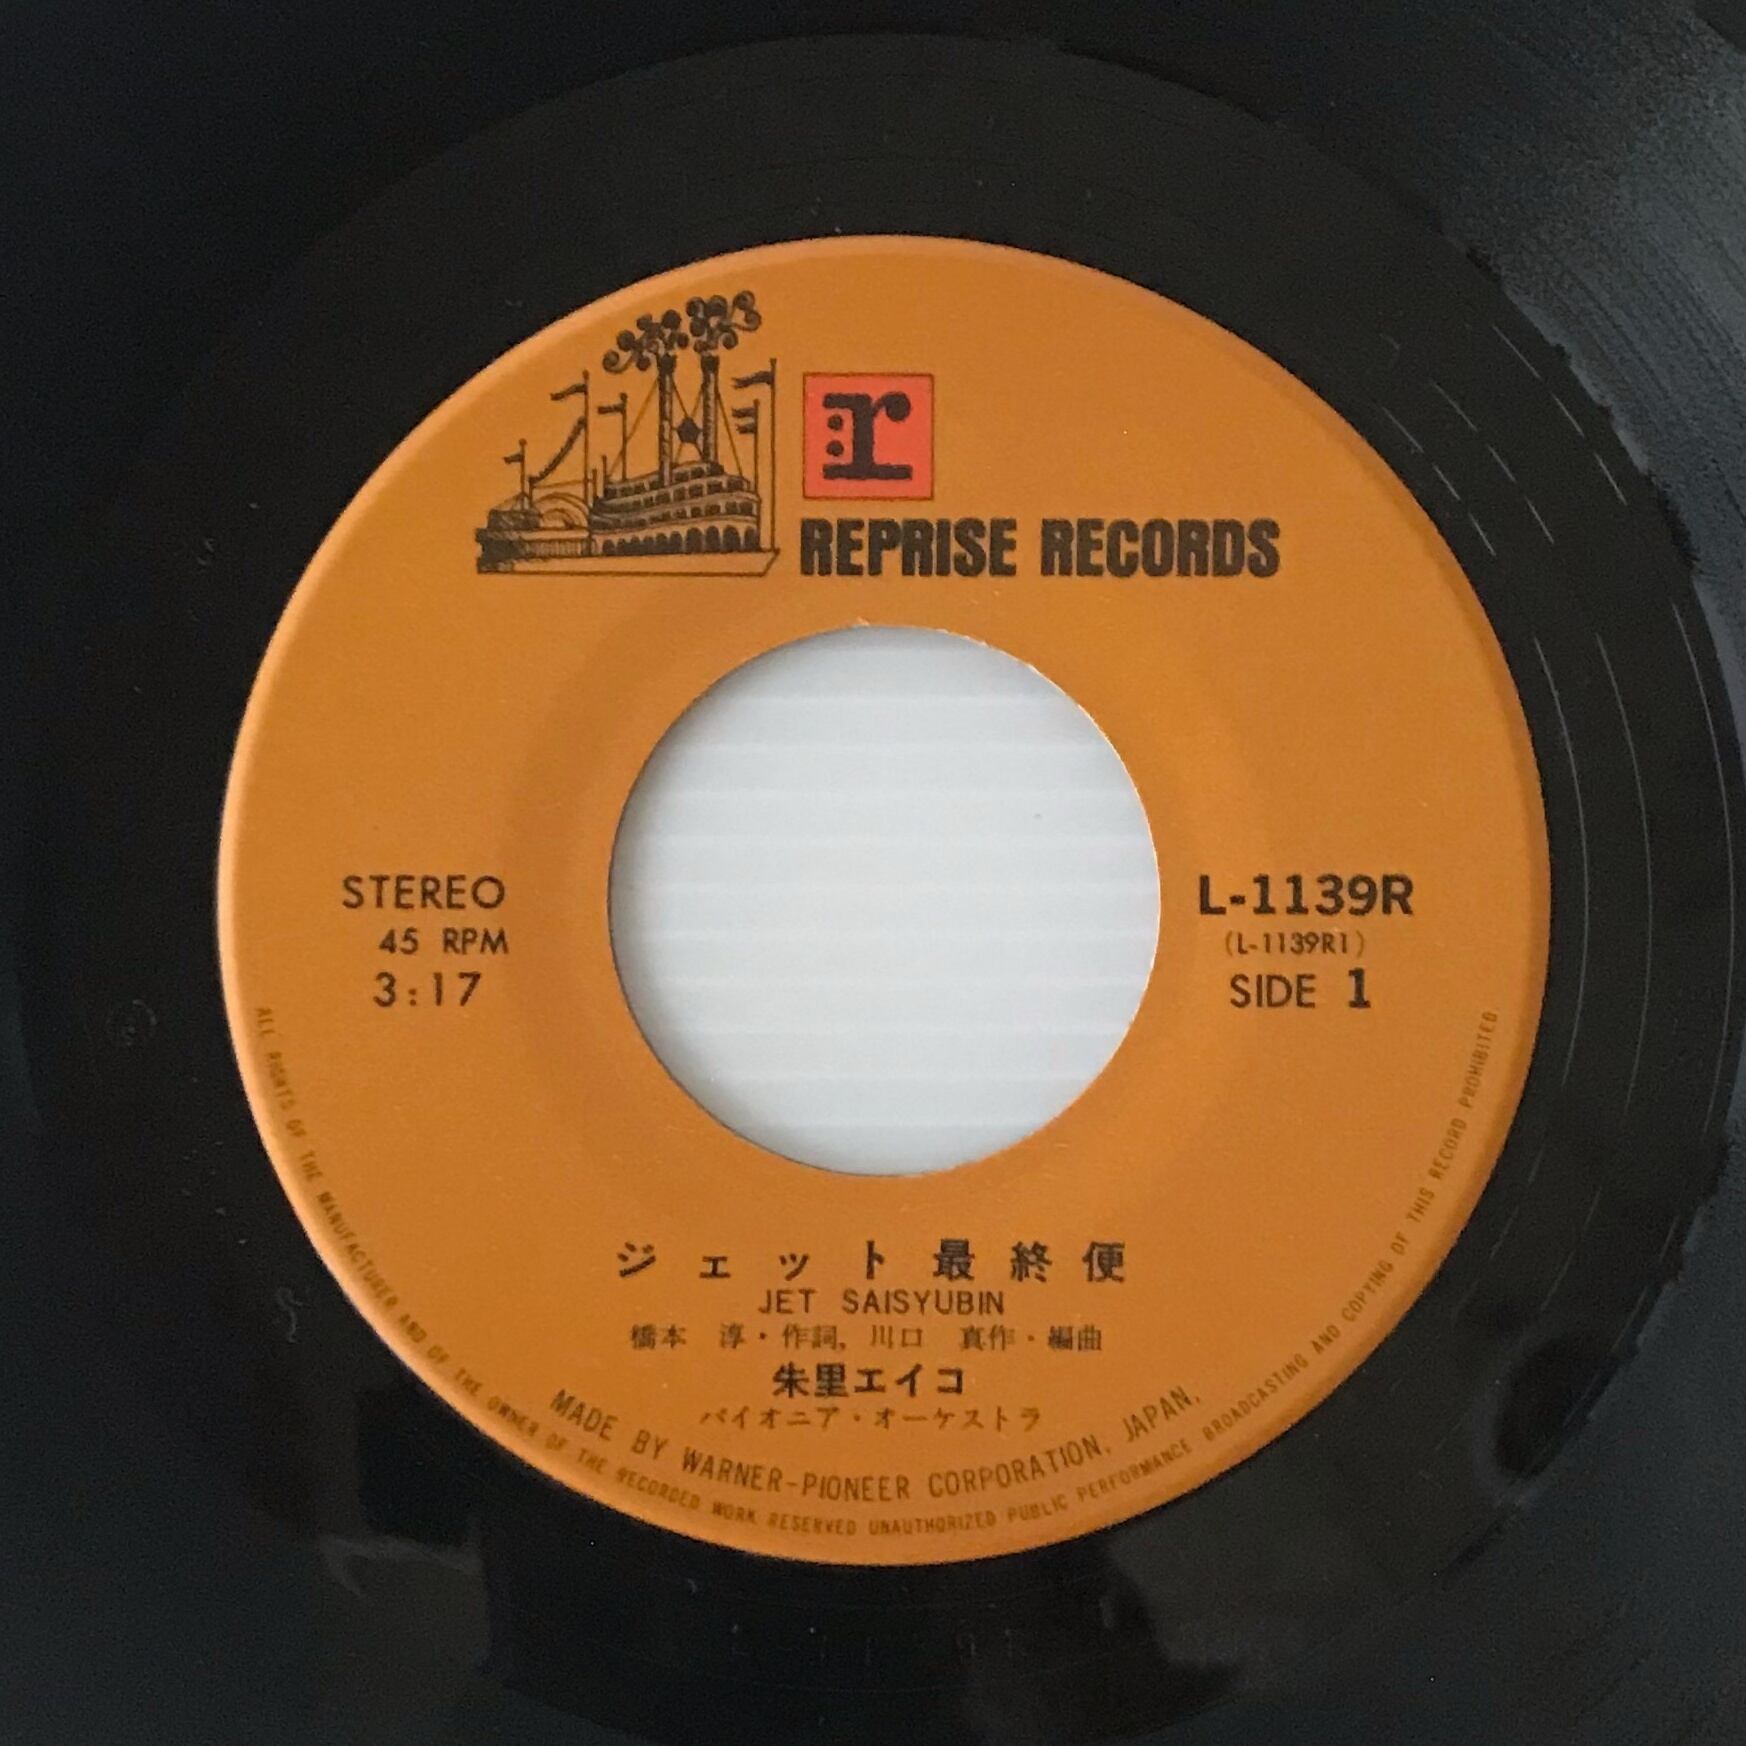 r
REPRISE RECORDS
STEREO
45 RPM
3:17
L-1139R
(L-1139R1)
SIDE 1
ジェット最終便
JET SAISYUBIN
橋本 淳・作詞, 川口 真作・編曲
朱里エイコ
パイオニア・オーケストラ
MADE BY WARNER-PIONEER CORPORATION, JAPAN.
ALL RIGHTS OF THE MANUFACTURER AND OF THE OWNER OF THE RECORDED WORK RESERVED UNAUTHORIZED PUBLIC PERFORMANCE BROADCASTING AND COPYING OF THIS RECORD PROHIBITED